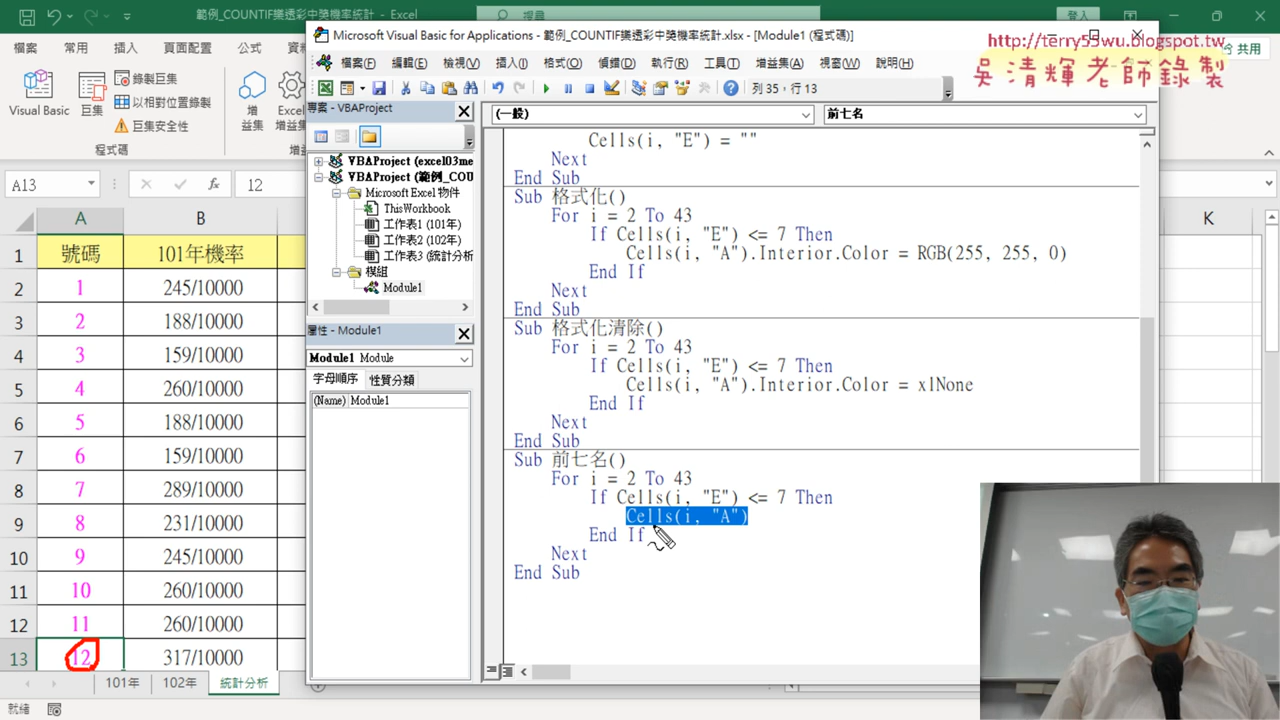 範例_COUNTIF樂透彩中獎機率統計 - Excel
搜尋
登入
檔案
常用
插入
頁面配置
公式
共用
Visual Basic
巨集
錄製巨集
以相對位置錄製
巨集安全性
程式碼
增益集
Excel
增益集
A13
12
A
B
K
1 號碼 101年機率
2 1 245/10000
3 2 188/10000
4 3 159/10000
5 4 260/10000
6 5 188/10000
7 6 159/10000
8 7 289/10000
9 8 231/10000
10 9 245/10000
11 10 260/10000
12 11 260/10000
13 12 317/10000
101年
102年
統計分析
就緒
Microsoft Visual Basic for Applications - 範例_COUNTIF樂透彩中獎機率統計.xlsx - [Module1 (程式碼)]
檔案(F) 編輯(E) 檢視(V) 插入(I) 格式(O) 偵錯(D) 執行(R) 工具(T) 增益集(A) 視窗(W) 說明(H)
列 35，行 13
專案 - VBAProject
VBAProject (excel03me
VBAProject (範例_COU
Microsoft Excel 物件
ThisWorkbook
工作表1 (101年)
工作表2 (102年)
工作表3 (統計分析
模組
Module1
屬性 - Module1
Module1 Module
字母順序 性質分類
(Name) Module1
(一般)
前七名
Cells(i, "E") = ""
Next
End Sub
Sub 格式化()
For i = 2 To 43
If Cells(i, "E") <= 7 Then
Cells(i, "A").Interior.Color = RGB(255, 255, 0)
End If
Next
End Sub
Sub 格式化清除()
For i = 2 To 43
If Cells(i, "E") <= 7 Then
Cells(i, "A").Interior.Color = xlNone
End If
Next
End Sub
Sub 前七名()
For i = 2 To 43
If Cells(i, "E") <= 7 Then
Cells(i, "A")
End If
Next
End Sub
http://terry55wu.blogspot.tw
吳清輝老師錄製